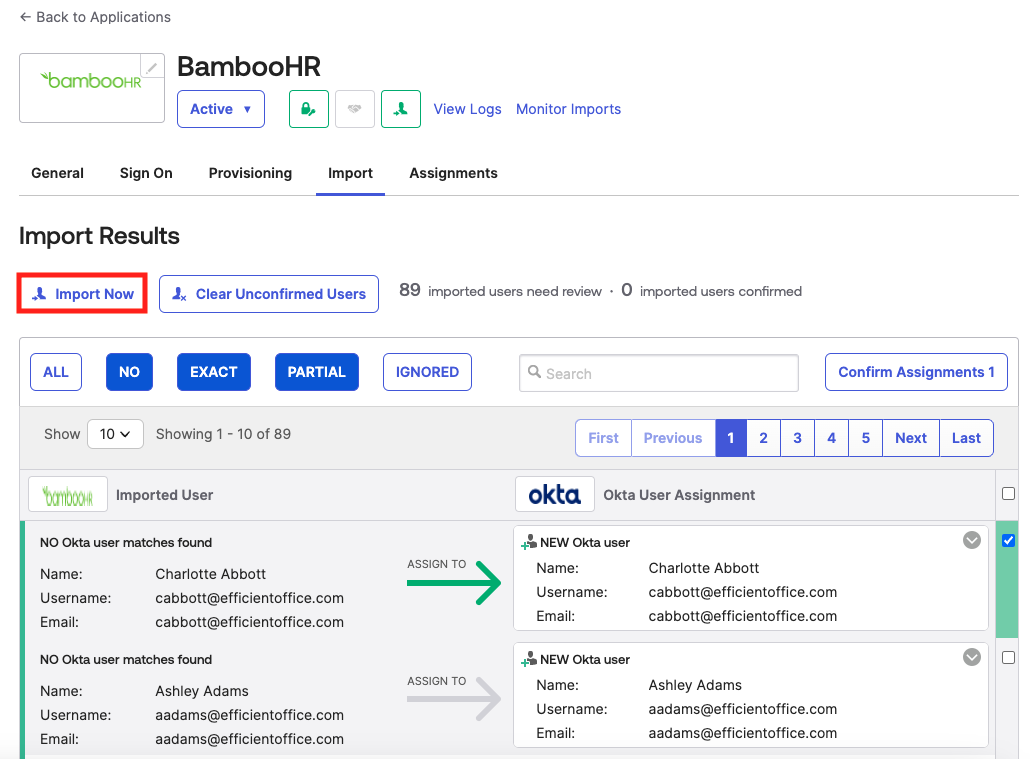 ← Back to Applications
bambooHR
BambooHR
Active ▼
View Logs
Monitor Imports
General
Sign On
Provisioning
Import
Assignments
Import Results
Import Now
Clear Unconfirmed Users
89 imported users need review · 0 imported users confirmed
ALL
NO
EXACT
PARTIAL
IGNORED
Search
Confirm Assignments 1
Show
10
Showing 1 - 10 of 89
First
Previous
1
2
3
4
5
Next
Last
bambooHR
Imported User
okta
Okta User Assignment
NO Okta user matches found
Name: Charlotte Abbott
Username: cabbott@efficientoffice.com
Email: cabbott@efficientoffice.com
ASSIGN TO
NEW Okta user
Name: Charlotte Abbott
Username: cabbott@efficientoffice.com
Email: cabbott@efficientoffice.com
NO Okta user matches found
Name: Ashley Adams
Username: aadams@efficientoffice.com
Email: aadams@efficientoffice.com
ASSIGN TO
NEW Okta user
Name: Ashley Adams
Username: aadams@efficientoffice.com
Email: aadams@efficientoffice.com